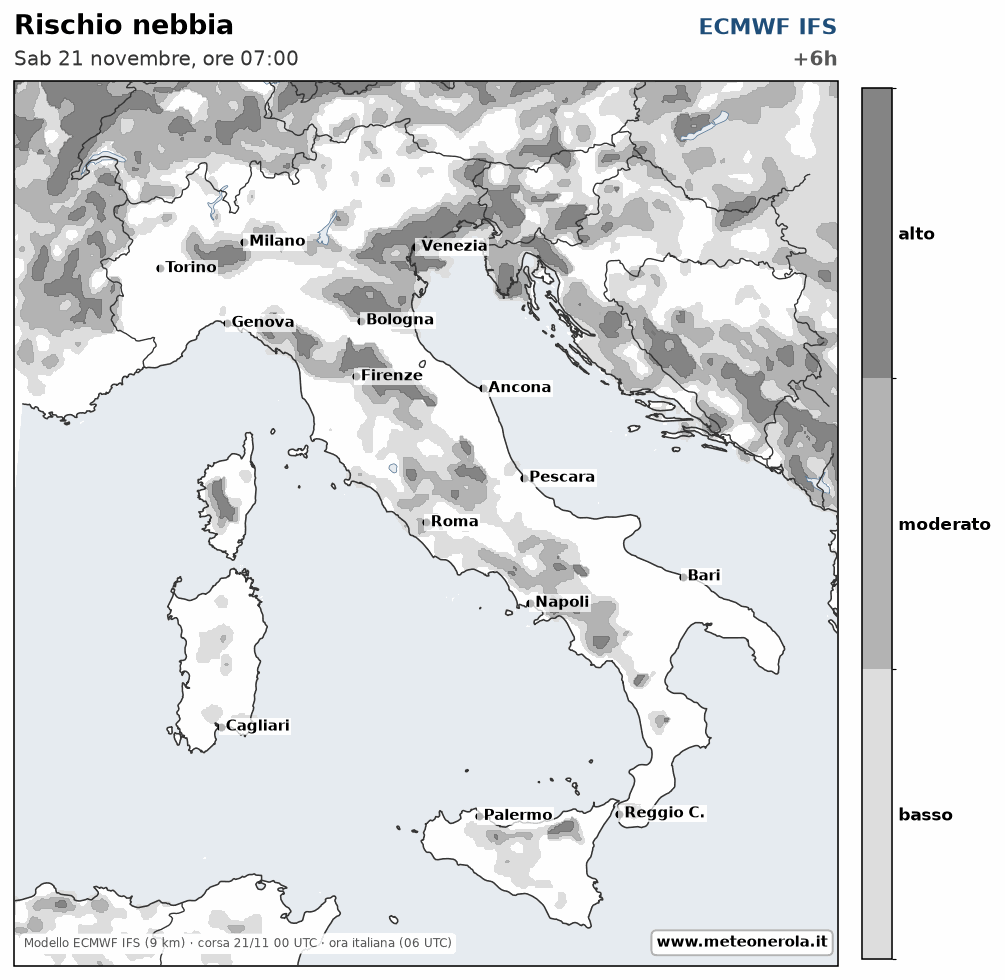 Rischio nebbia
ECMWF IFS
Sab 21 novembre, ore 07:00
+6h
alto
Milano
Venezia
Torino
Genova
Bologna
Firenze
Ancona
Pescara
Roma
moderato
Bari
Napoli
Cagliari
Palermo
Reggio C.
basso
Modello ECMWF IFS (9 km) · corsa 21/11 00 UTC · ora italiana (06 UTC)
www.meteonerola.it